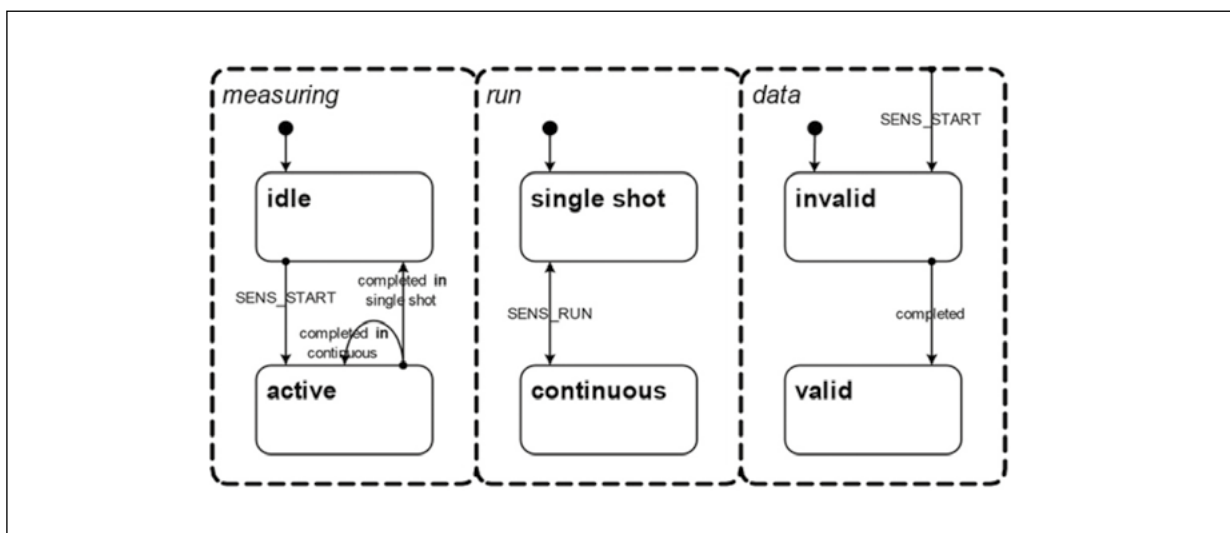 measuring
run
data
SENS_START
idle
single shot
invalid
SENS_START
completed in
single shot
completed in
continuous
SENS_RUN
completed
active
continuous
valid